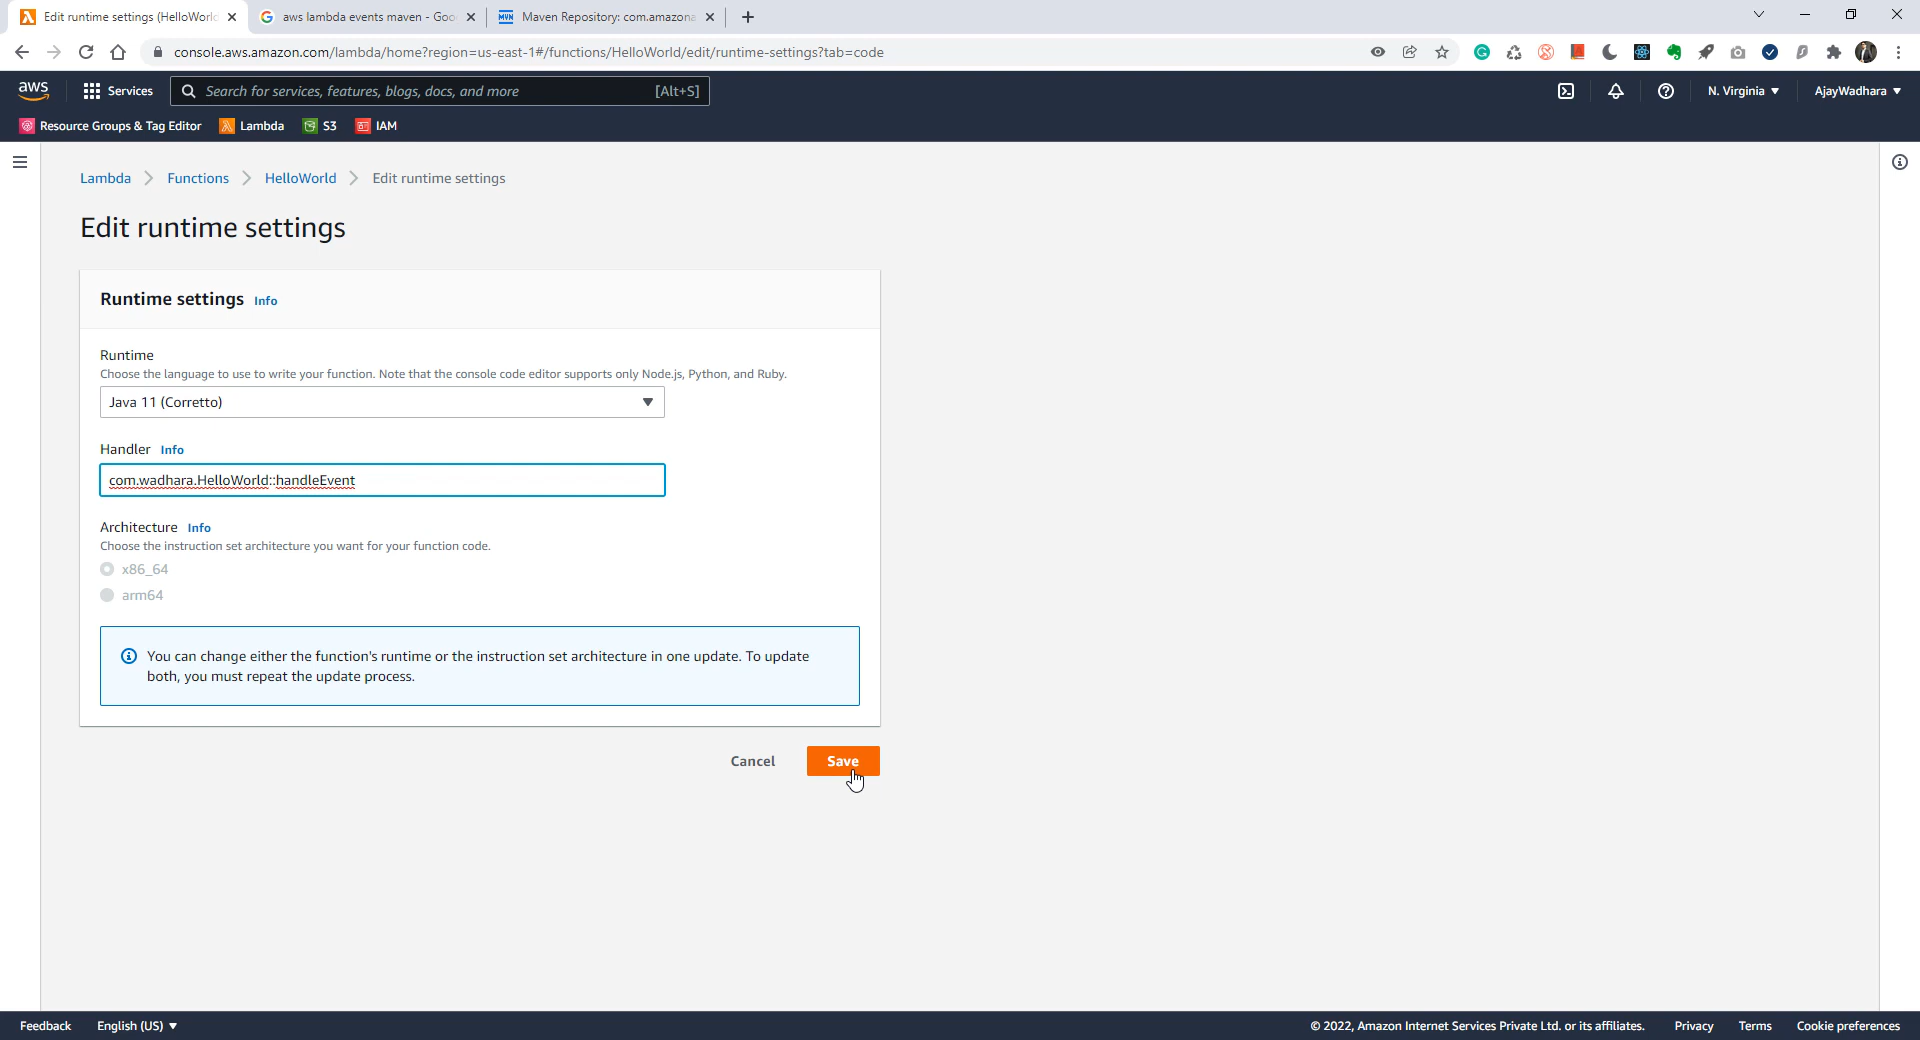 Edit runtime settings (HelloWorl
aws lambda events maven - Goo
MVN Maven Repository: com.amazona
console.aws.amazon.com/lambda/home?region=us-east-1#/functions/HelloWorld/edit/runtime-settings?tab=code
aws Services Search for services, features, blogs, docs, and more [Alt+S] N. Virginia ▼ AjayWadhara ▼
Resource Groups & Tag Editor Lambda S3 IAM
Lambda > Functions > HelloWorld > Edit runtime settings
Edit runtime settings
Runtime settings Info
Runtime
Choose the language to use to write your function. Note that the console code editor supports only Node.js, Python, and Ruby.
Java 11 (Corretto)
Handler Info
com.wadhara.HelloWorld::handleEvent
Architecture Info
Choose the instruction set architecture you want for your function code.
x86_64
arm64
You can change either the function's runtime or the instruction set architecture in one update. To update
both, you must repeat the update process.
Cancel Save
Feedback English (US) ▼ © 2022, Amazon Internet Services Private Ltd. or its affiliates. Privacy Terms Cookie preferences